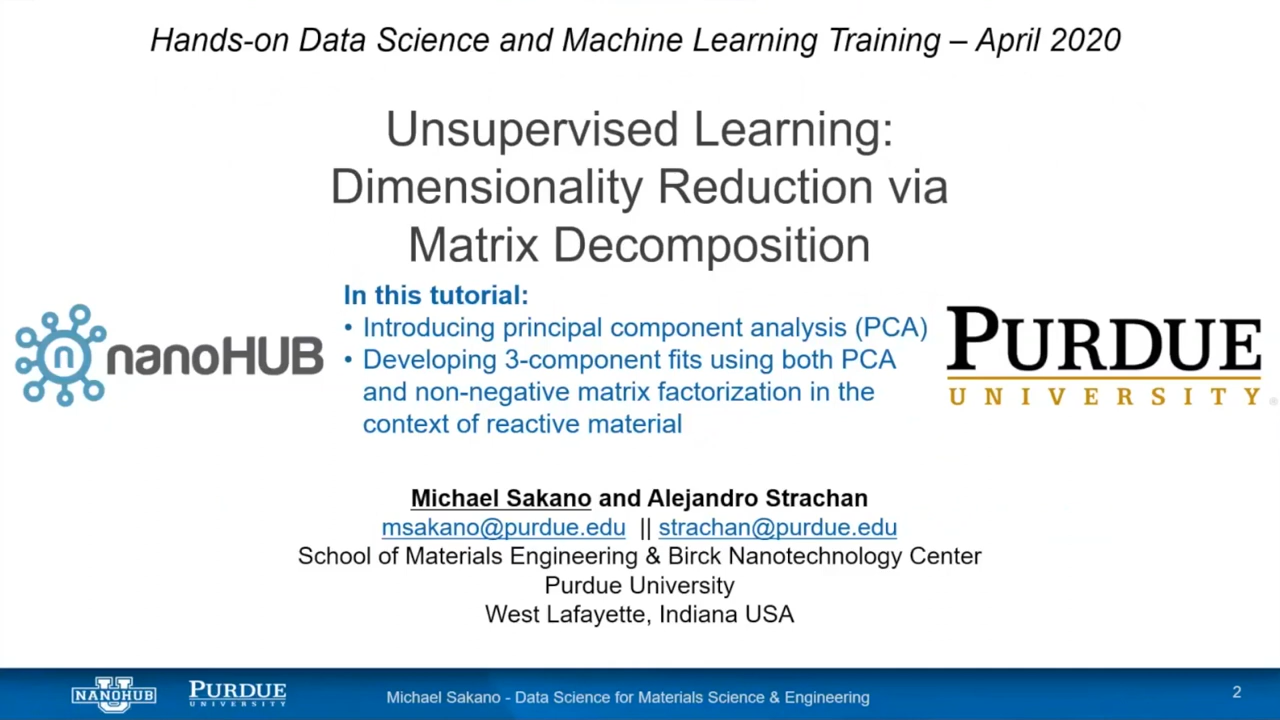 Hands-on Data Science and Machine Learning Training – April 2020
Unsupervised Learning:
Dimensionality Reduction via
Matrix Decomposition
In this tutorial:
• Introducing principal component analysis (PCA)
• Developing 3-component fits using both PCA
and non-negative matrix factorization in the
context of reactive material
n nanoHUB
PURDUE
UNIVERSITY
Michael Sakano and Alejandro Strachan
msakano@purdue.edu || strachan@purdue.edu
School of Materials Engineering & Birck Nanotechnology Center
Purdue University
West Lafayette, Indiana USA
U
NANOHUB
PURDUE
UNIVERSITY
Michael Sakano - Data Science for Materials Science & Engineering
2